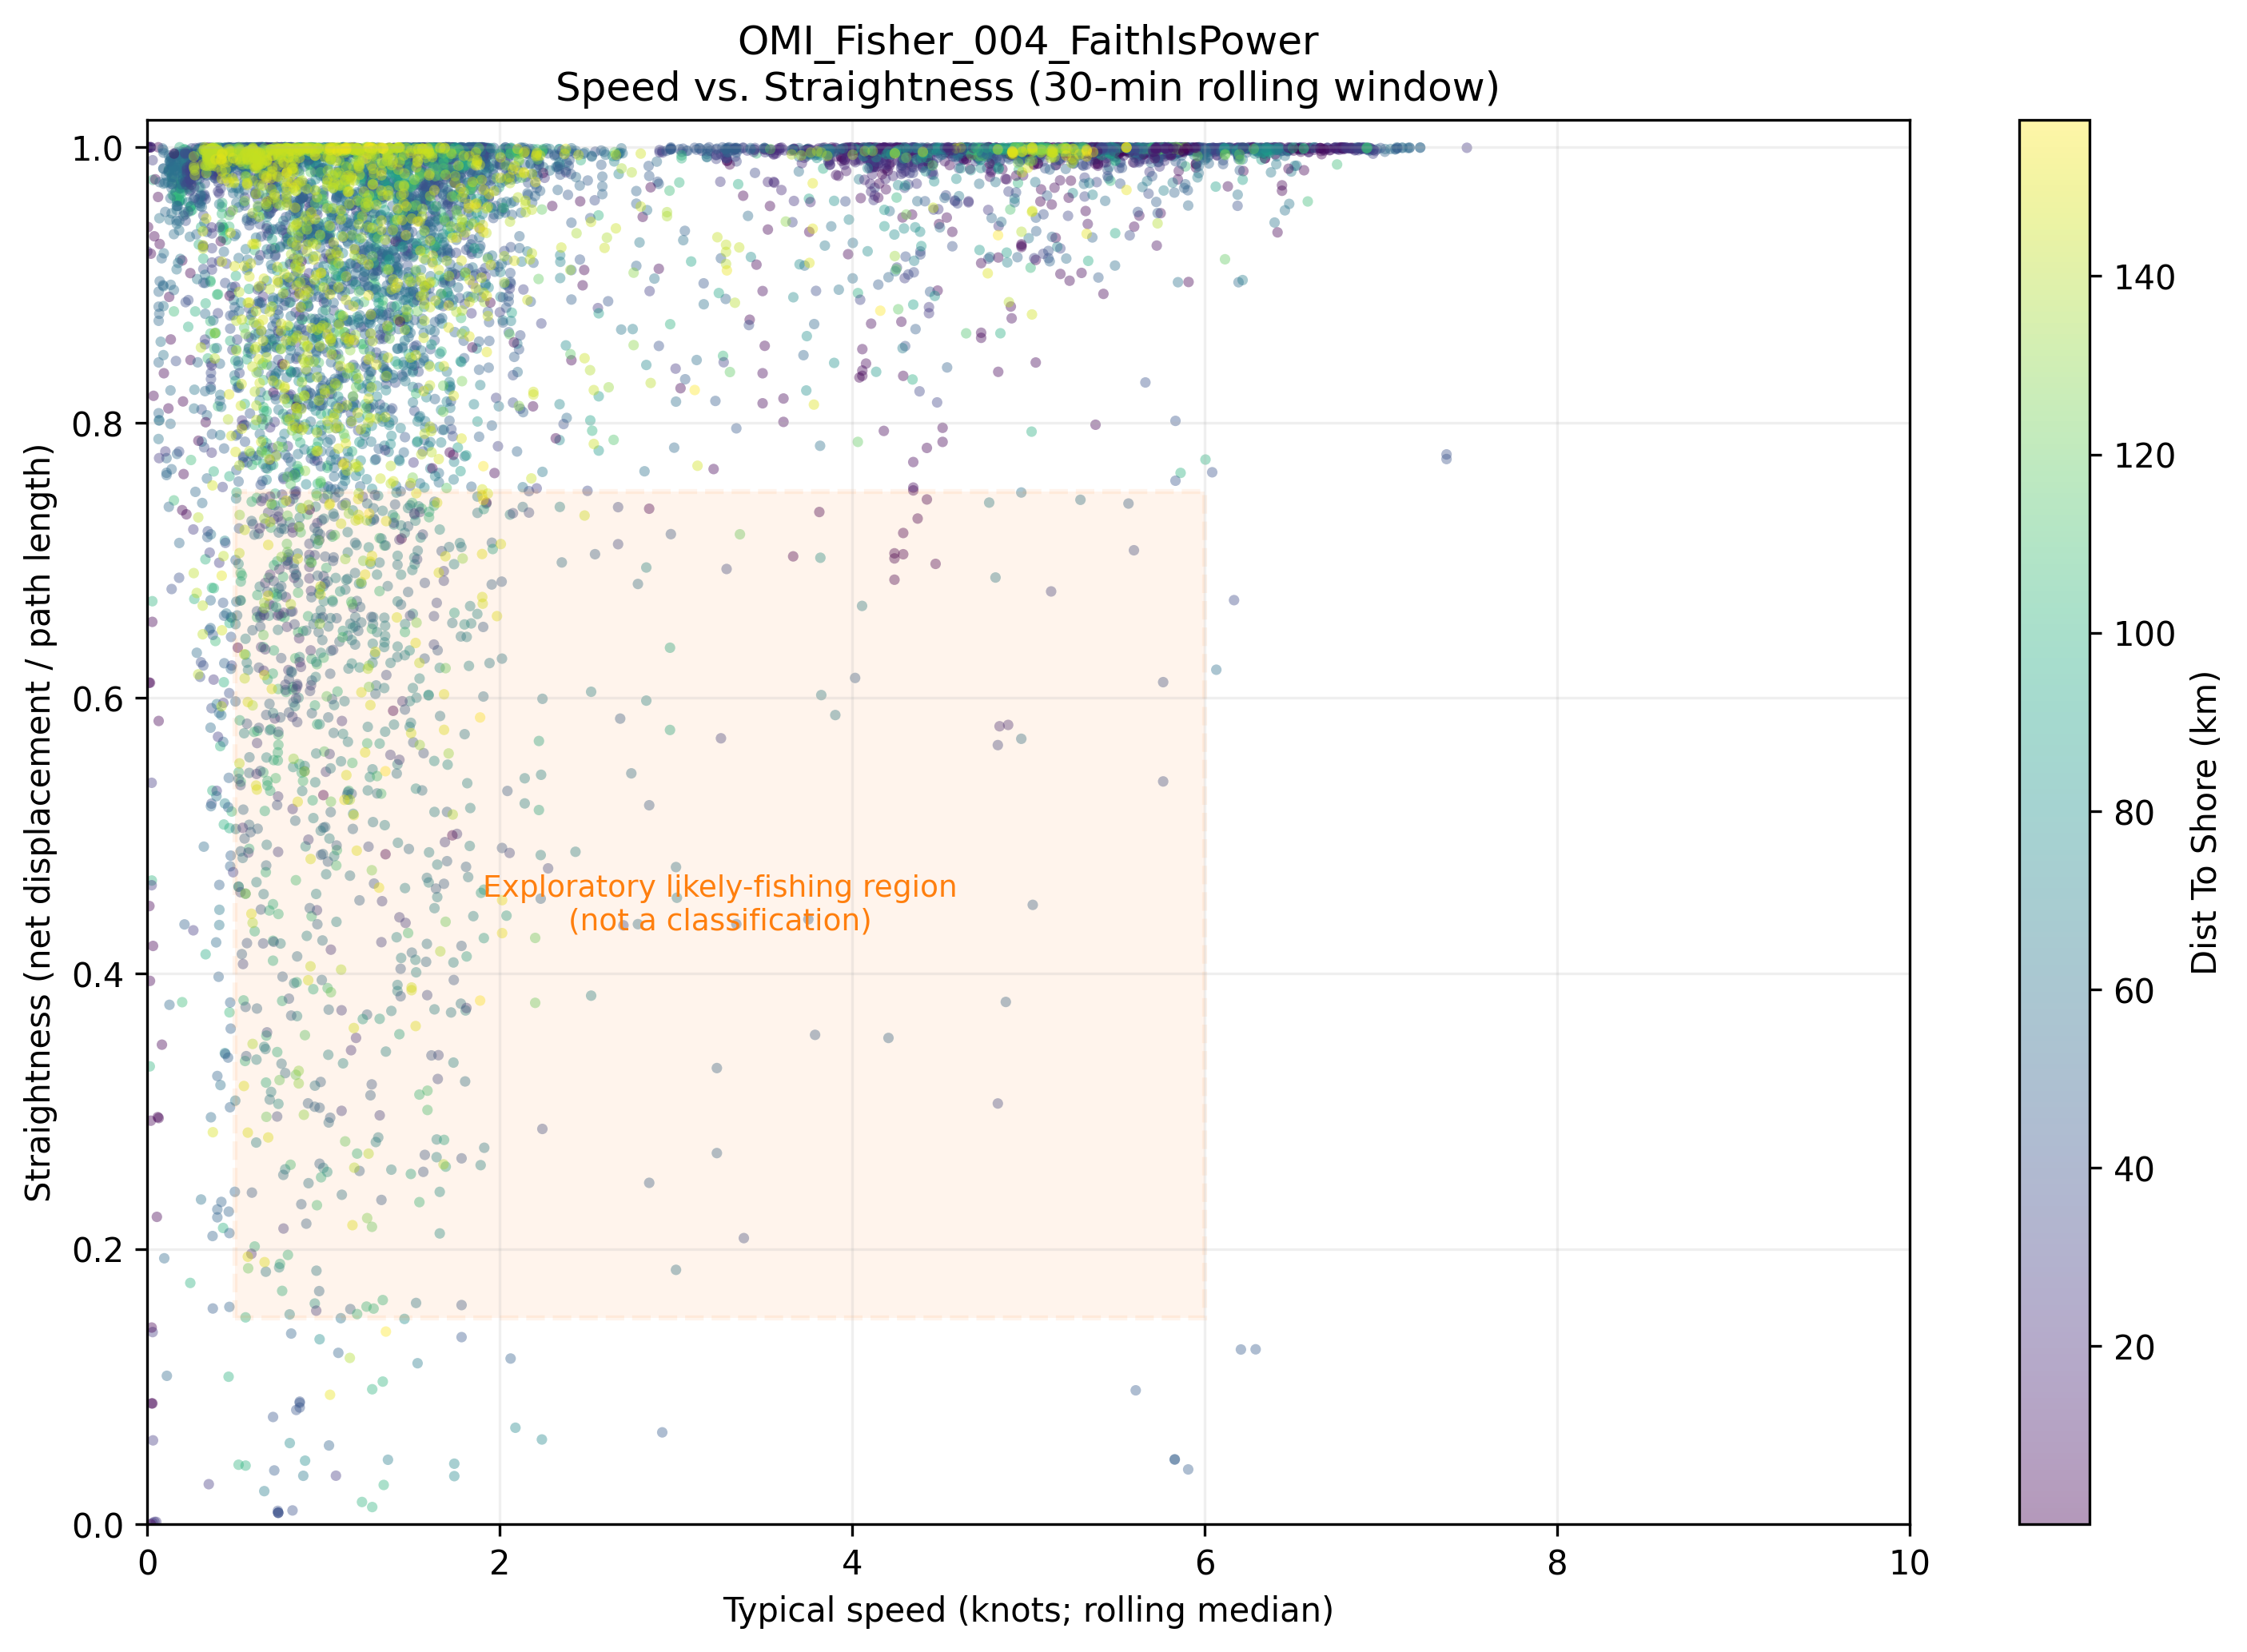 OMI_Fisher_004_FaithIsPower
Speed vs. Straightness (30-min rolling window)
Straightness (net displacement / path length)
1.0
0.8
0.6
0.4
0.2
0.0
Exploratory likely-fishing region
(not a classification)
0
2
4
6
8
10
Typical speed (knots; rolling median)
140
120
100
80
60
40
20
Dist To Shore (km)